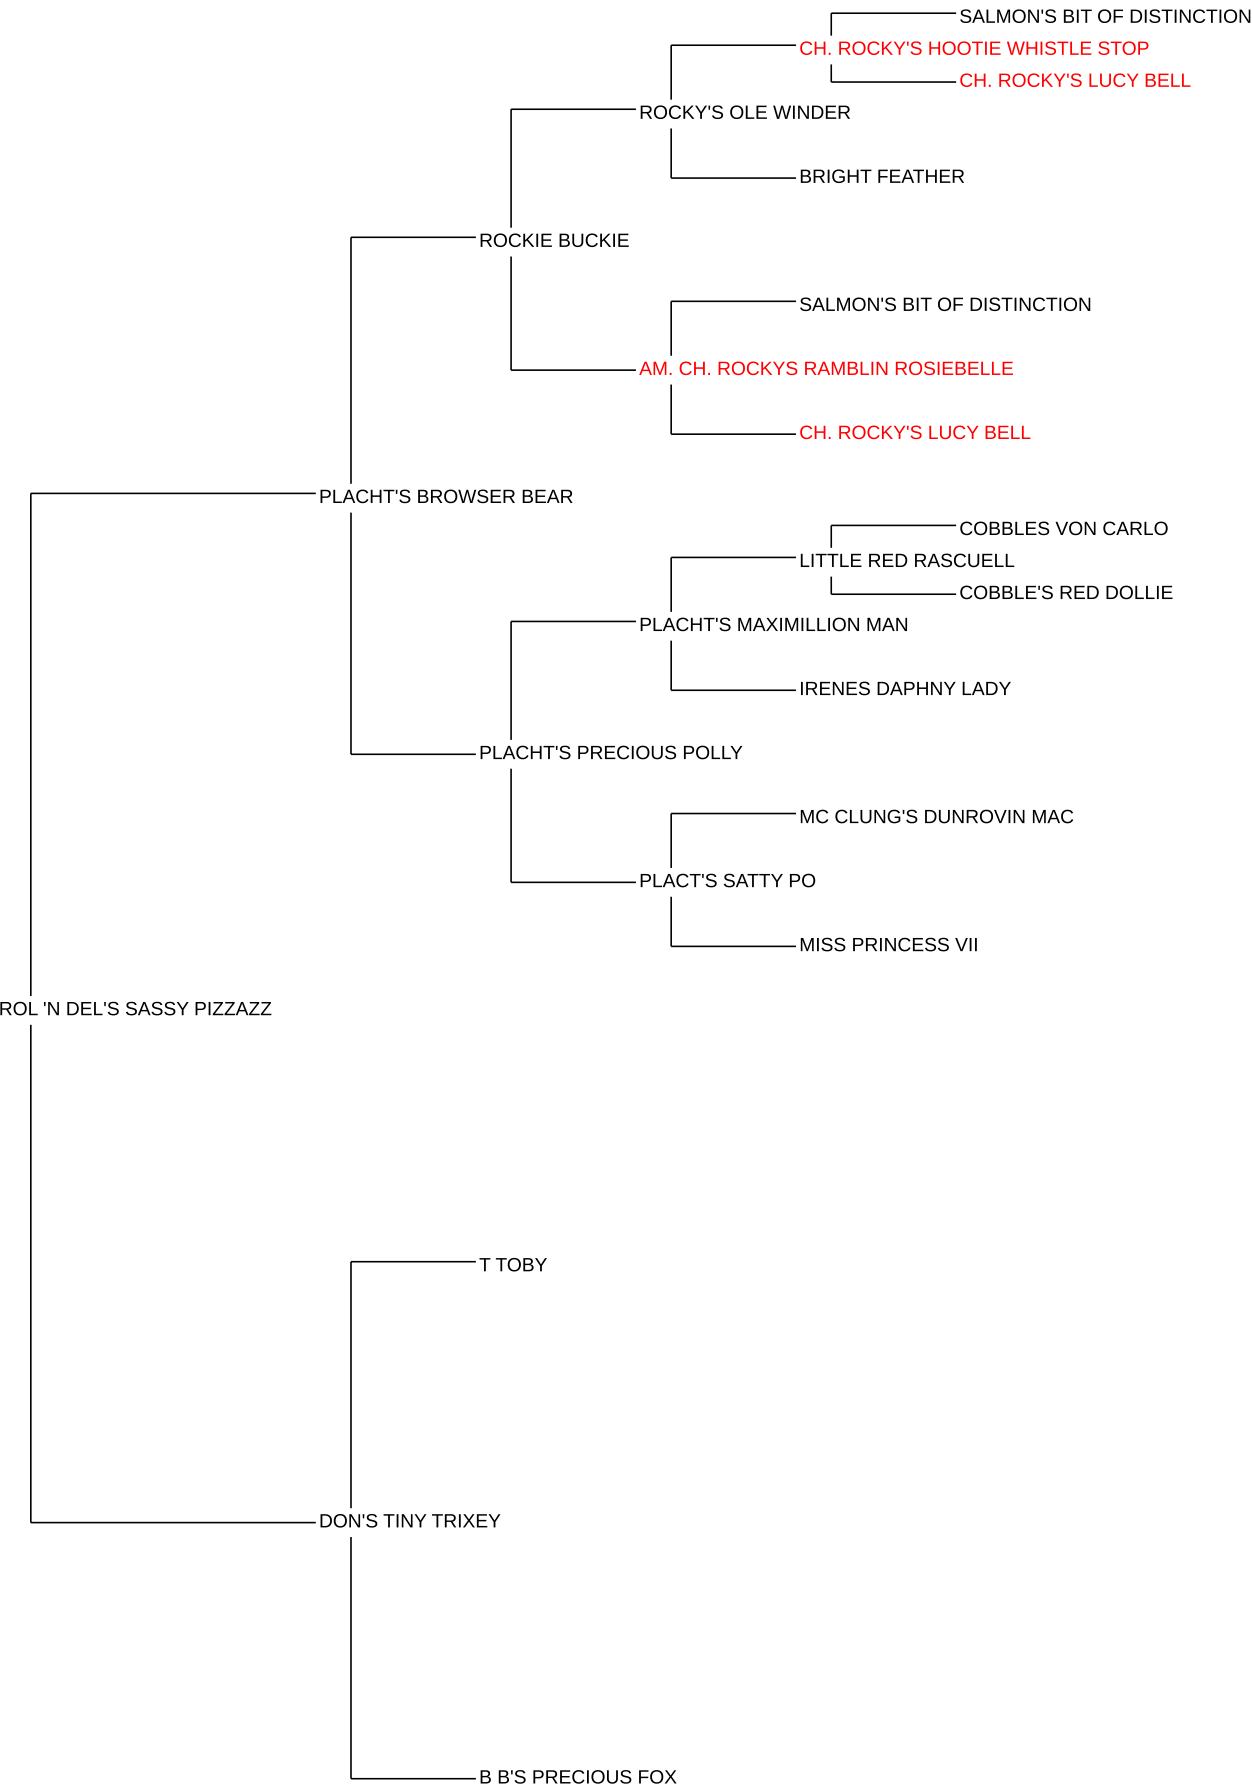 SALMON'S BIT OF DISTINCTION
CH. ROCKY'S HOOTIE WHISTLE STOP
CH. ROCKY'S LUCY BELL
ROCKY'S OLE WINDER
BRIGHT FEATHER
ROCKIE BUCKIE
SALMON'S BIT OF DISTINCTION
AM. CH. ROCKYS RAMBLIN ROSIEBELLE
CH. ROCKY'S LUCY BELL
PLACHT'S BROWSER BEAR
COBBLES VON CARLO
LITTLE RED RASCUELL
COBBLE'S RED DOLLIE
PLACHT'S MAXIMILLION MAN
IRENES DAPHNY LADY
PLACHT'S PRECIOUS POLLY
MC CLUNG'S DUNROVIN MAC
PLACT'S SATTY PO
MISS PRINCESS VII
ROL 'N DEL'S SASSY PIZZAZZ
T TOBY
DON'S TINY TRIXEY
B B'S PRECIOUS FOX